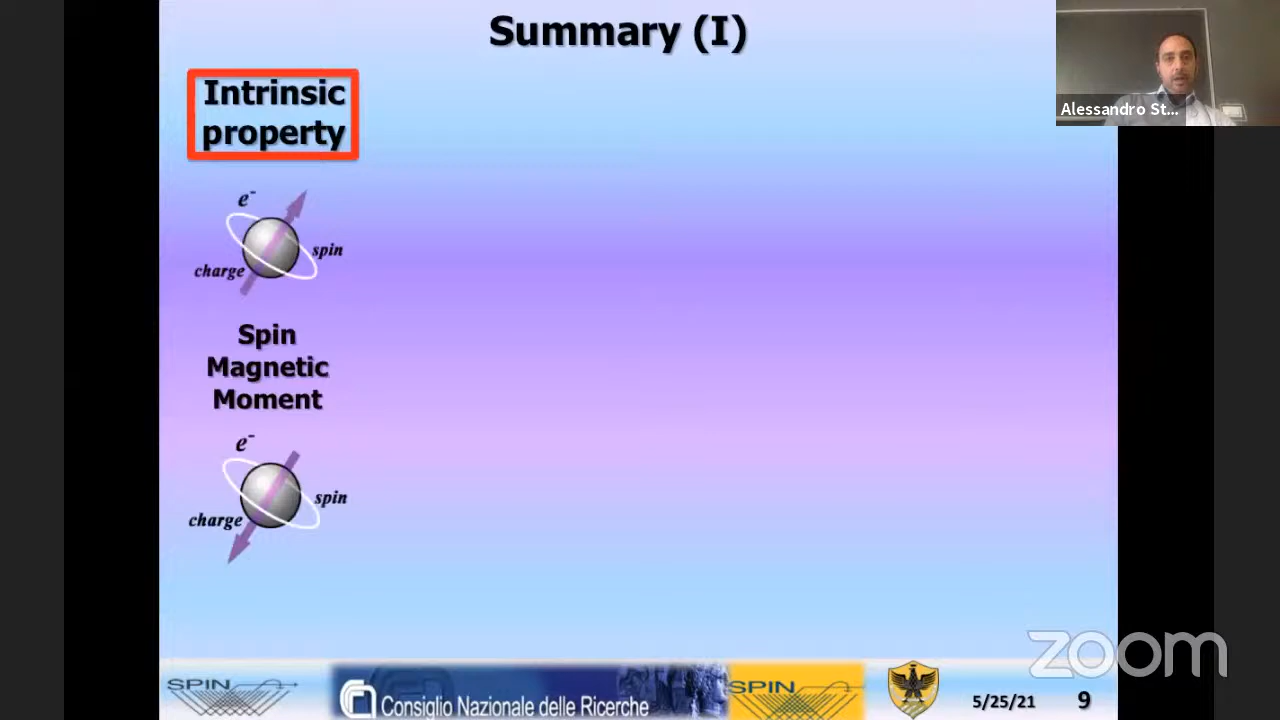 Summary (I)
Intrinsic
property
e-
spin
charge
Spin
Magnetic
Moment
e-
spin
charge
Alessandro St...
zoom
SPIN
Consiglio Nazionale delle Ricerche
SPIN
5/25/21
9